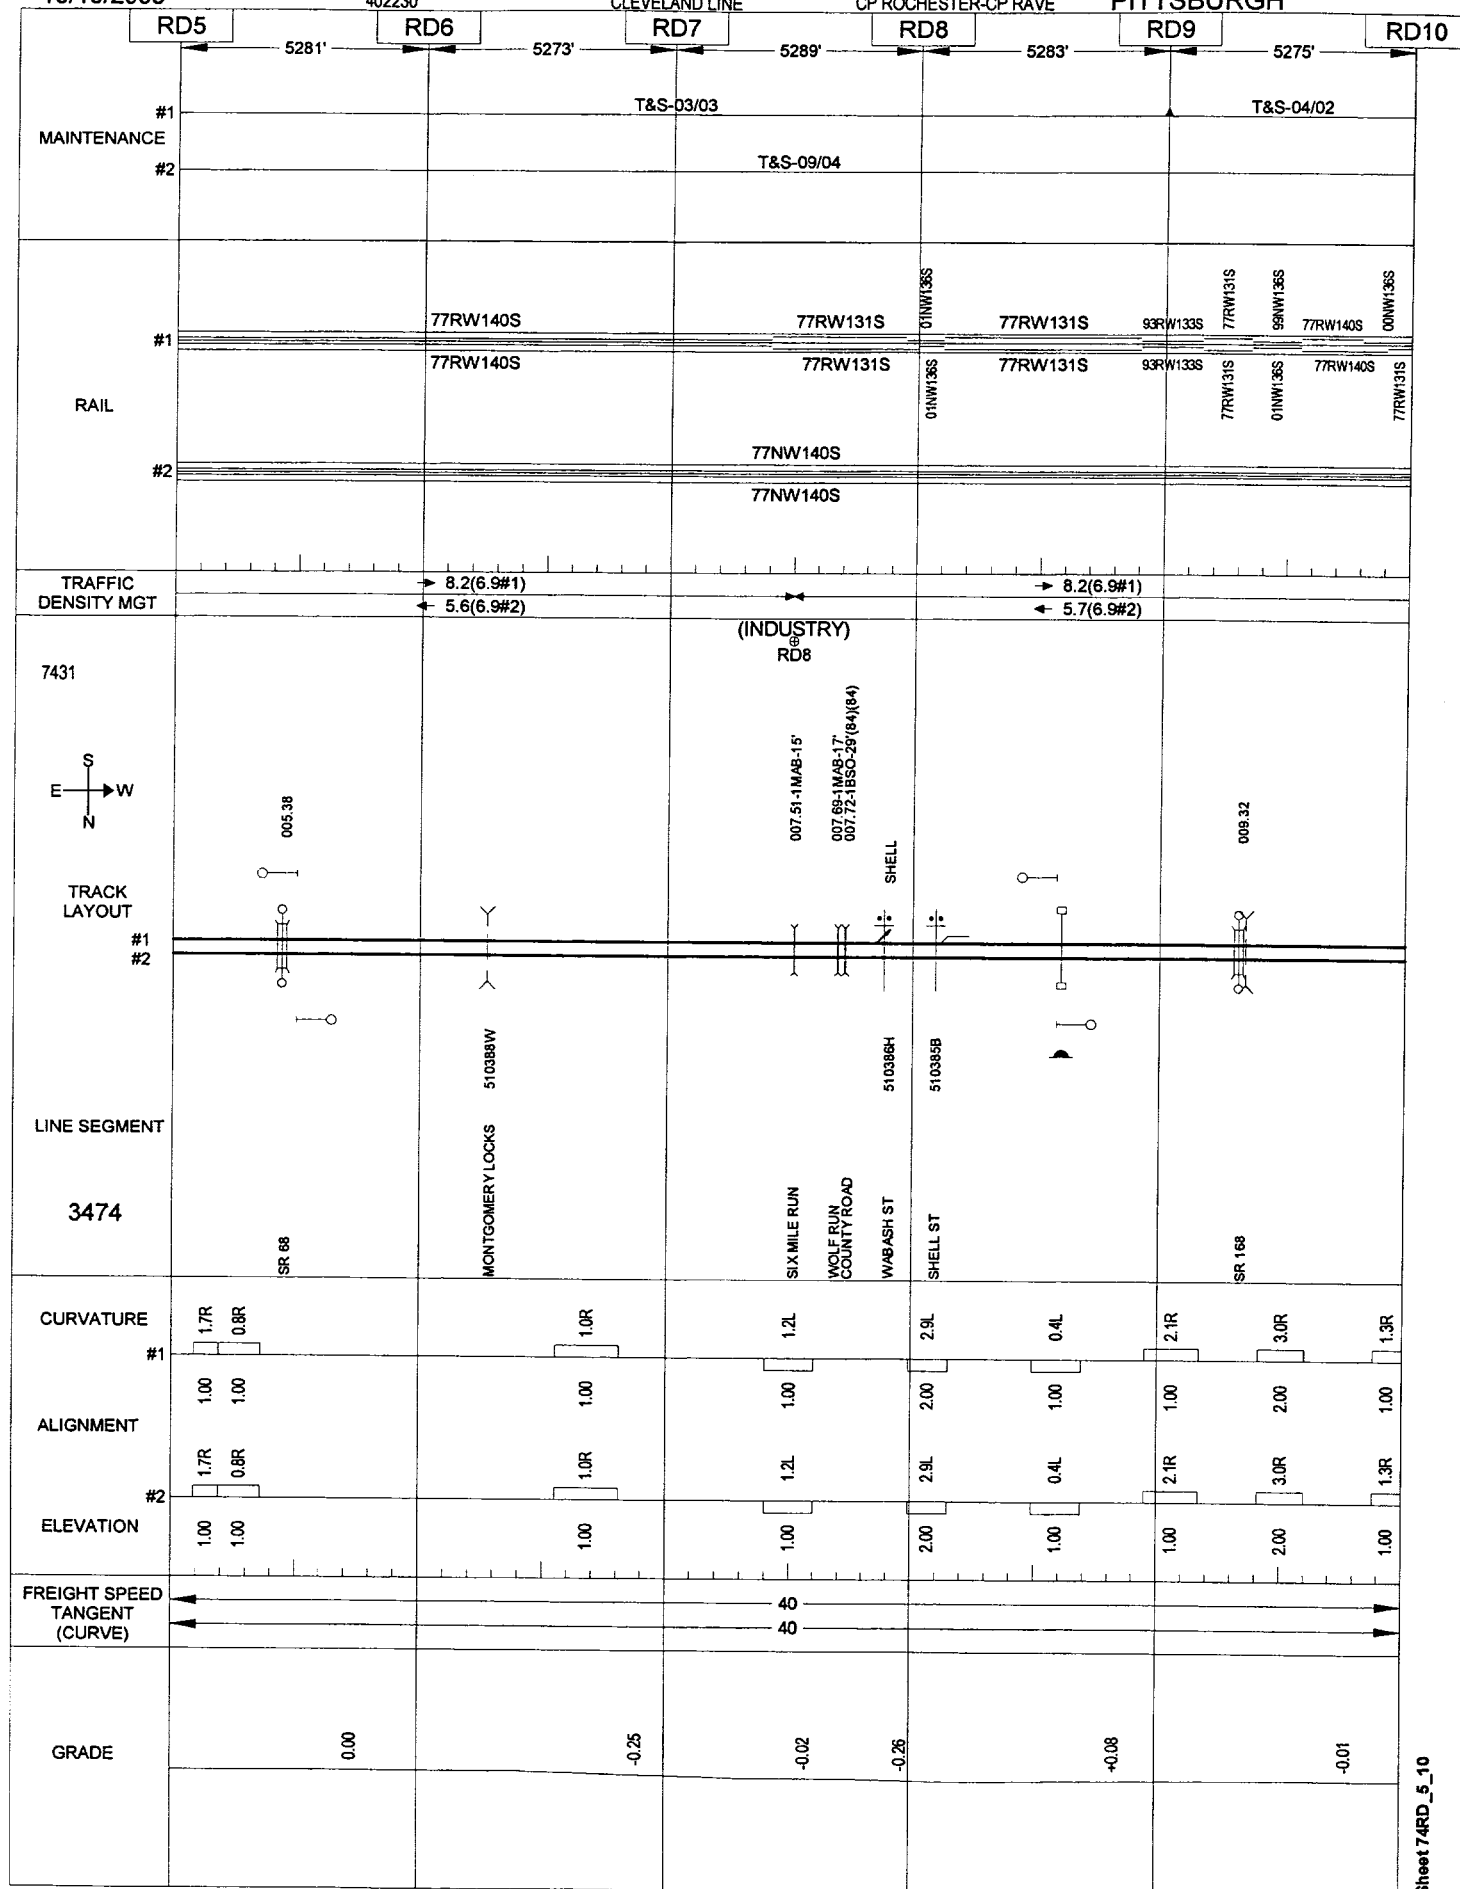 402230 CLEVELAND LINE CP ROCHESTER-CP RAVE PITTSBURGH
RD5 RD6 RD7 RD8 RD9 RD10
5281' 5273' 5289' 5283' 5275'
#1 T&S-03/03 T&S-04/02
MAINTENANCE
#2 T&S-09/04
01NW136S 77RW131S 99NW136S 00NW136S
77RW140S 77RW131S 77RW131S 93RW133S 77RW140S
#1
77RW140S 77RW131S 77RW131S 93RW133S 77RW140S
01NW136S 77RW131S 01NW136S 77RW131S
RAIL
77NW140S
#2
77NW140S
TRAFFIC
DENSITY MGT
8.2(6.9#1) 8.2(6.9#1)
5.6(6.9#2) 5.7(6.9#2)
(INDUSTRY)
RD8
7431
S
E W
N
005.38
007.51-1MAB-15'
007.69-1MAB-17'
007.72-1BSO-29'(84)(84)
SHELL
009.32
TRACK
LAYOUT
#1
#2
510388W 510386H 510385B
LINE SEGMENT
3474
SR 68
MONTGOMERY LOCKS
SIX MILE RUN
WOLF RUN
COUNTY ROAD
WABASH ST
SHELL ST
SR 168
CURVATURE
1.7R 0.8R 1.0R 1.2L 2.9L 0.4L 2.1R 3.0R 1.3R
#1
1.00 1.00 1.00 1.00 2.00 1.00 1.00 2.00 1.00
ALIGNMENT
1.7R 0.8R 1.0R 1.2L 2.9L 0.4L 2.1R 3.0R 1.3R
#2
ELEVATION
1.00 1.00 1.00 1.00 2.00 1.00 1.00 2.00 1.00
FREIGHT SPEED
TANGENT
(CURVE)
40
40
GRADE
0.00 -0.25 -0.02 -0.26 +0.08 -0.01
Sheet 74RD_5_10